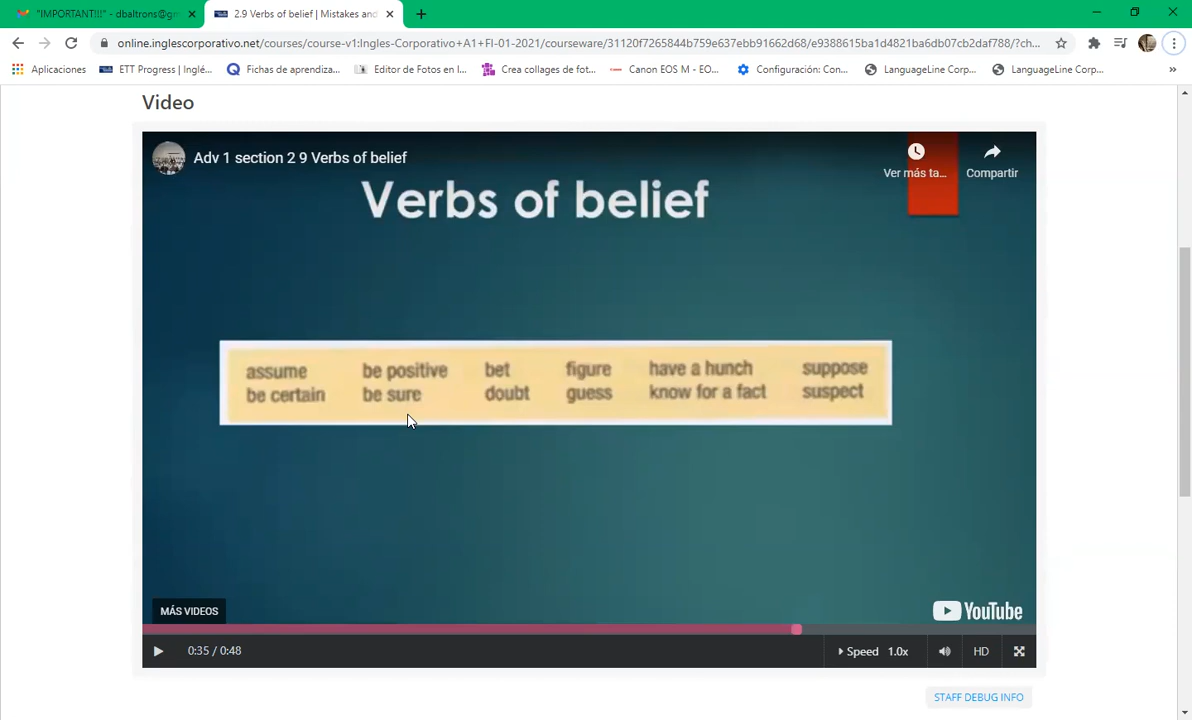 "IMPORTANT!!!" - dbaltrons@gm
2.9 Verbs of belief | Mistakes and
online.inglescorporativo.net/courses/course-v1:Ingles-Corporativo+A1+FI-01-2021/courseware/31120f7265844b759e637ebb91662d68/e9388615ba1d4821ba6db07cb2daf788/?ch...
Aplicaciones
ETT Progress | Inglé...
Fichas de aprendiza...
Editor de Fotos en l...
Crea collages de fot...
Canon EOS M - EO...
Configuración: Con...
LanguageLine Corp...
LanguageLine Corp...
»
Video
Adv 1 section 2 9 Verbs of belief
Ver más ta...
Compartir
Verbs of belief
assume be positive bet figure have a hunch suppose
be certain be sure doubt guess know for a fact suspect
MÁS VIDEOS
YouTube
0:35 / 0:48
Speed 1.0x
HD
STAFF DEBUG INFO